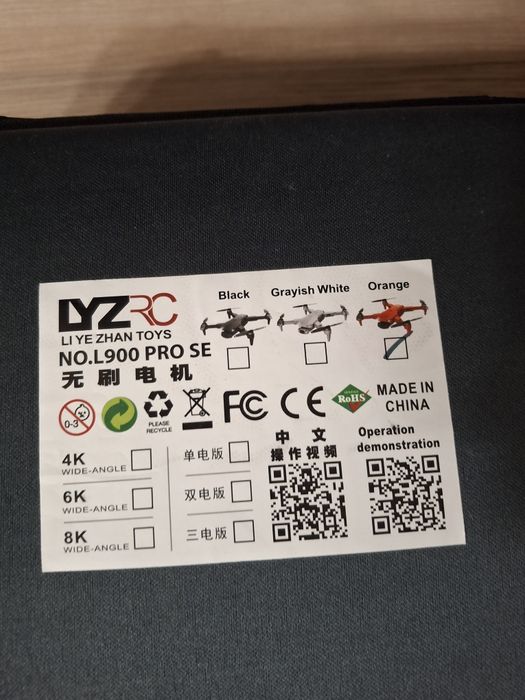 LYZRC
LI YE ZHAN TOYS
NO.L900 PRO SE
无刷电机
Black
Grayish White
Orange
0-3
PLEASE
RECYCLE
FC
CE
RoHS
MADE IN
CHINA
4K
WIDE-ANGLE
6K
WIDE-ANGLE
8K
WIDE-ANGLE
单电版
双电版
三电版
中文
操作视频
Operation
demonstration